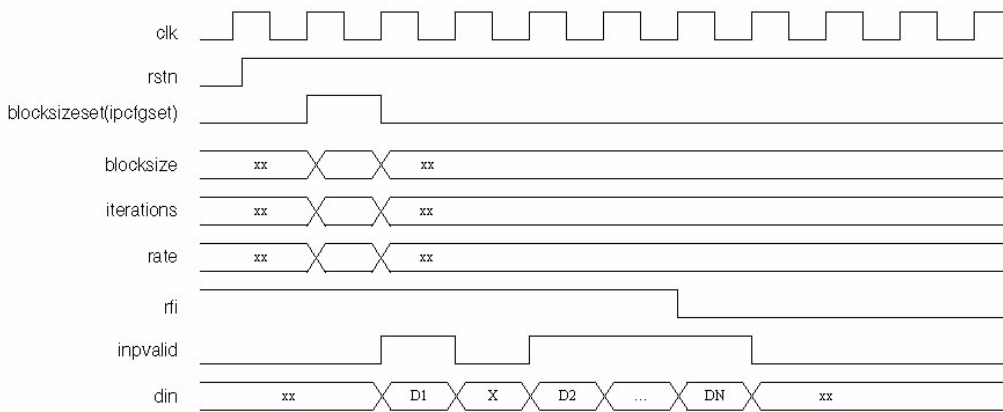 clk
rstn
blocksizeset(ipcfgset)
blocksize xx xx
iterations xx xx
rate xx xx
rfi
inpvalid
din xx D1 X D2 ... DN xx